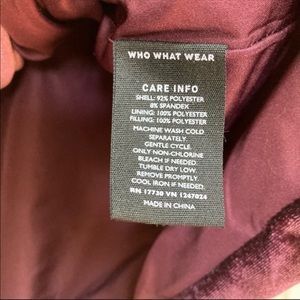 WHO WHAT WEAR
CARE INFO
SHELL: 92% POLYESTER
8% SPANDEX
LINING: 100% POLYESTER
FILLING: 100% POLYESTER
MACHINE WASH COLD
SEPARATELY.
GENTLE CYCLE.
ONLY NON-CHLORINE
BLEACH IF NEEDED.
TUMBLE DRY LOW.
REMOVE PROMPTLY.
COOL IRON IF NEEDED.
RN 17730 VN 1247024
MADE IN CHINA